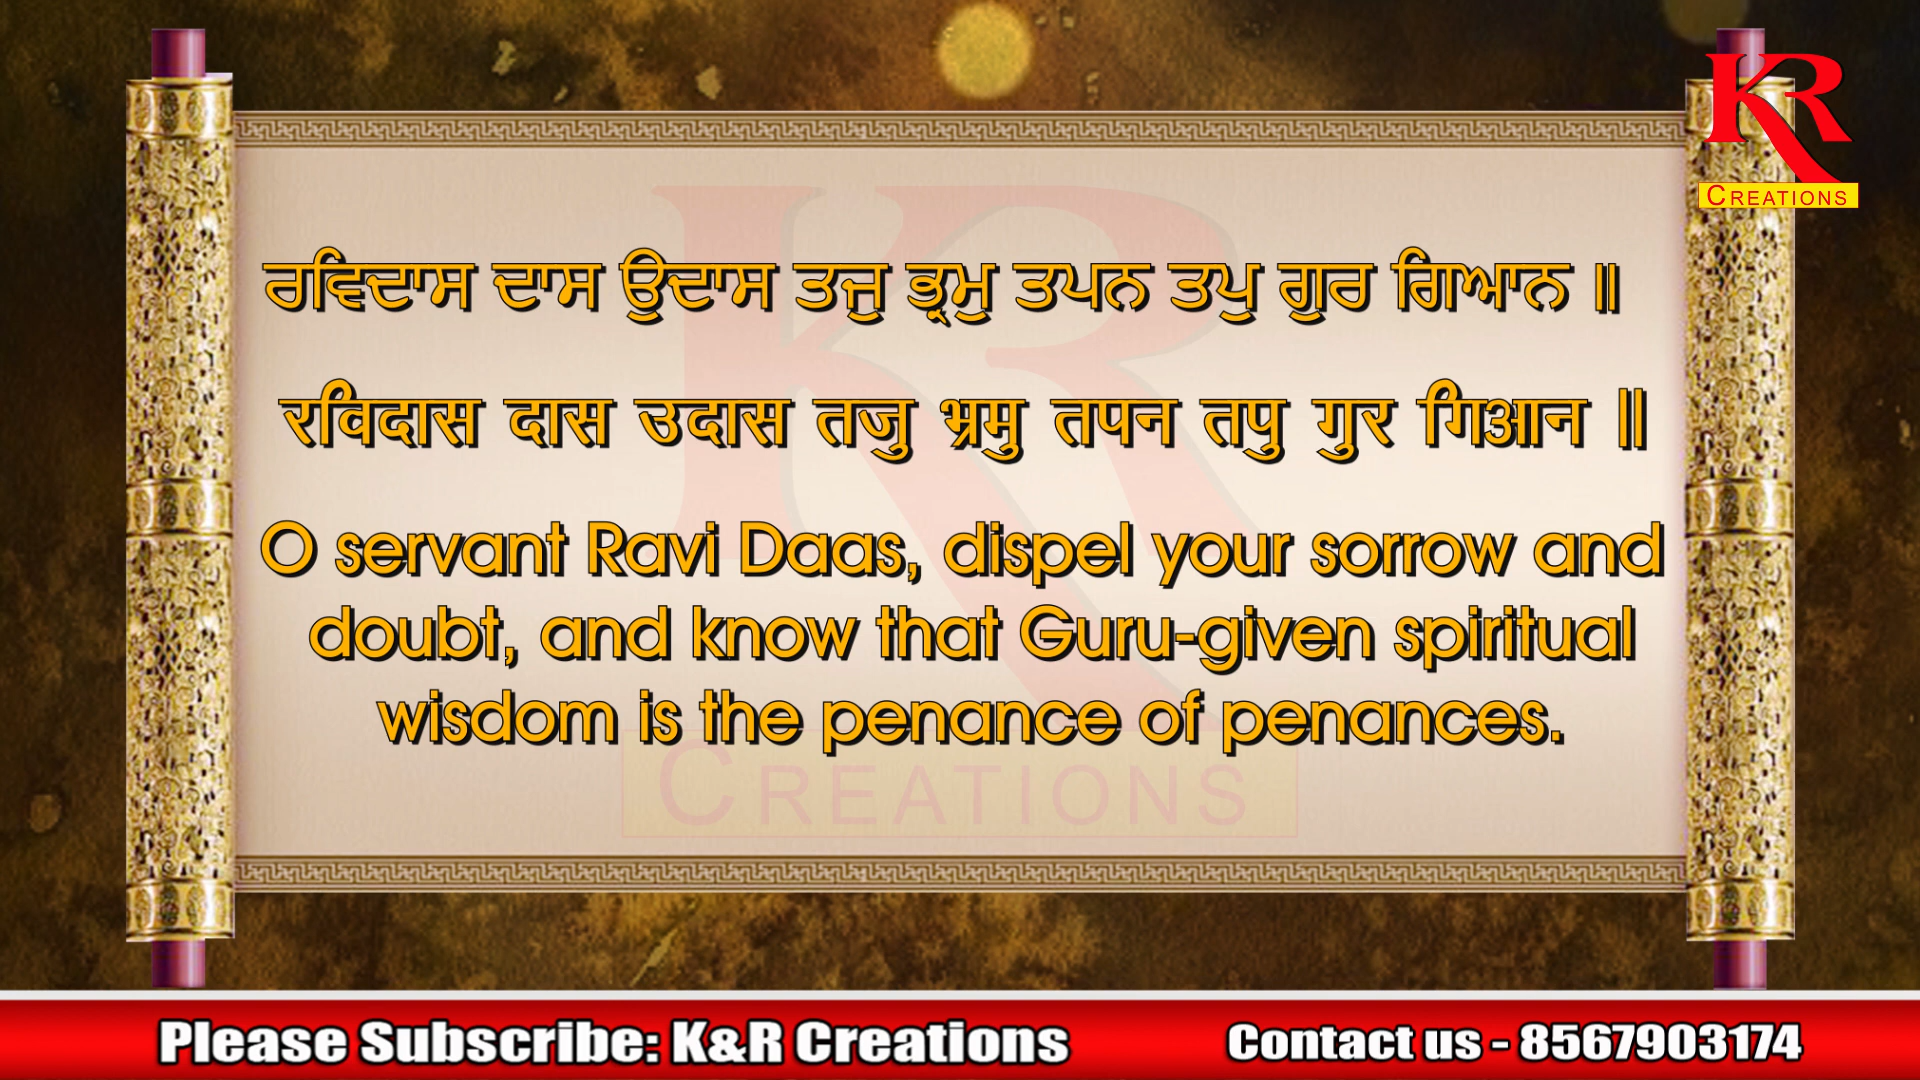 KR
CREATIONS
ਰਵਿਦਾਸ ਦਾਸ ਉਦਾਸ ਤਜੁ ਭ੍ਰਮੁ ਤਪਨ ਤਪੁ ਗੁਰ ਗਿਆਨ ॥
रविदास दास उदास तजु भ्रमु तपन तपु गुर गिआन ॥
O servant Ravi Daas, dispel your sorrow and
doubt, and know that Guru-given spiritual
wisdom is the penance of penances.
KR
CREATIONS
Please Subscribe: K&R Creations
Contact us - 8567903174